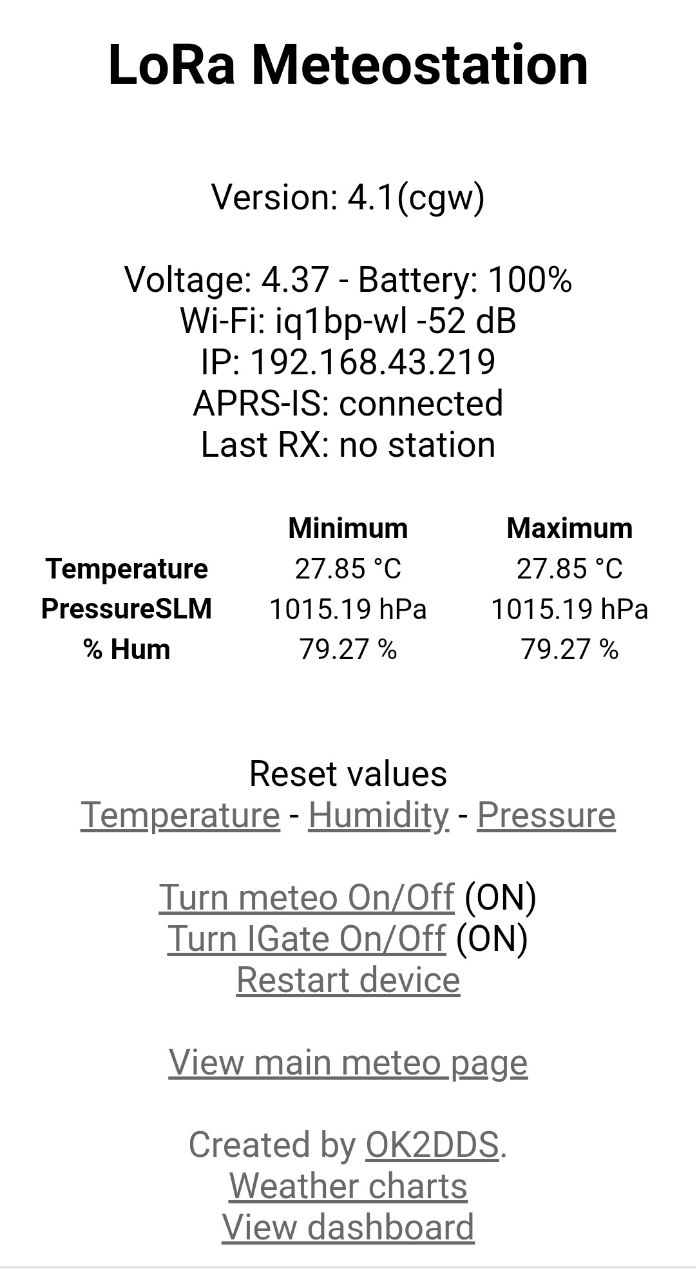 LoRa Meteostation
Version: 4.1(cgw)
Voltage: 4.37 - Battery: 100%
Wi-Fi: iq1bp-wl -52 dB
IP: 192.168.43.219
APRS-IS: connected
Last RX: no station
Minimum Maximum
Temperature 27.85 °C 27.85 °C
PressureSLM 1015.19 hPa 1015.19 hPa
% Hum 79.27 % 79.27 %
Reset values
Temperature - Humidity - Pressure
Turn meteo On/Off (ON)
Turn IGate On/Off (ON)
Restart device
View main meteo page
Created by OK2DDS.
Weather charts
View dashboard